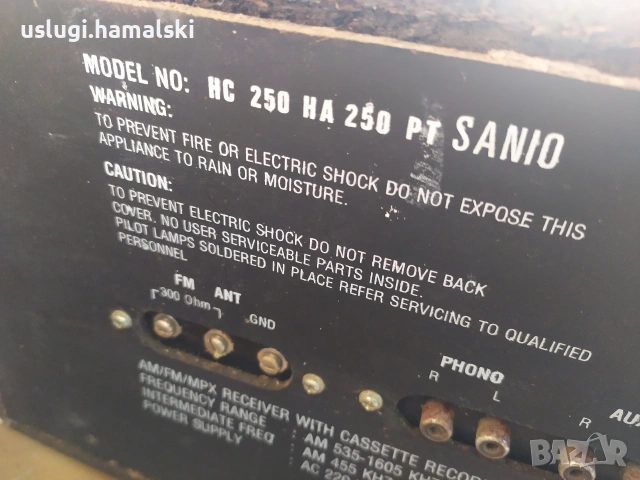 uslugi.hamalski
MODEL NO: HC 250 HA 250 PT SANIO
WARNING:
TO PREVENT FIRE OR ELECTRIC SHOCK DO NOT EXPOSE THIS
APPLIANCE TO RAIN OR MOISTURE.
CAUTION:
TO PREVENT ELECTRIC SHOCK DO NOT REMOVE BACK
COVER. NO USER SERVICEABLE PARTS INSIDE.
PILOT LAMPS SOLDERED IN PLACE REFER SERVICING TO QUALIFIED
PERSONNEL
FM ANT
300 Ohm
GND
PHONO
R L R
AM/FM/MPX RECEIVER WITH CASSETTE RECOR
FREQUENCY RANGE : AM 535-1605 KH
INTERMEDIATE FREQ : AM 455 KHZ
POWER SUPPLY : AC 220
BAZAR